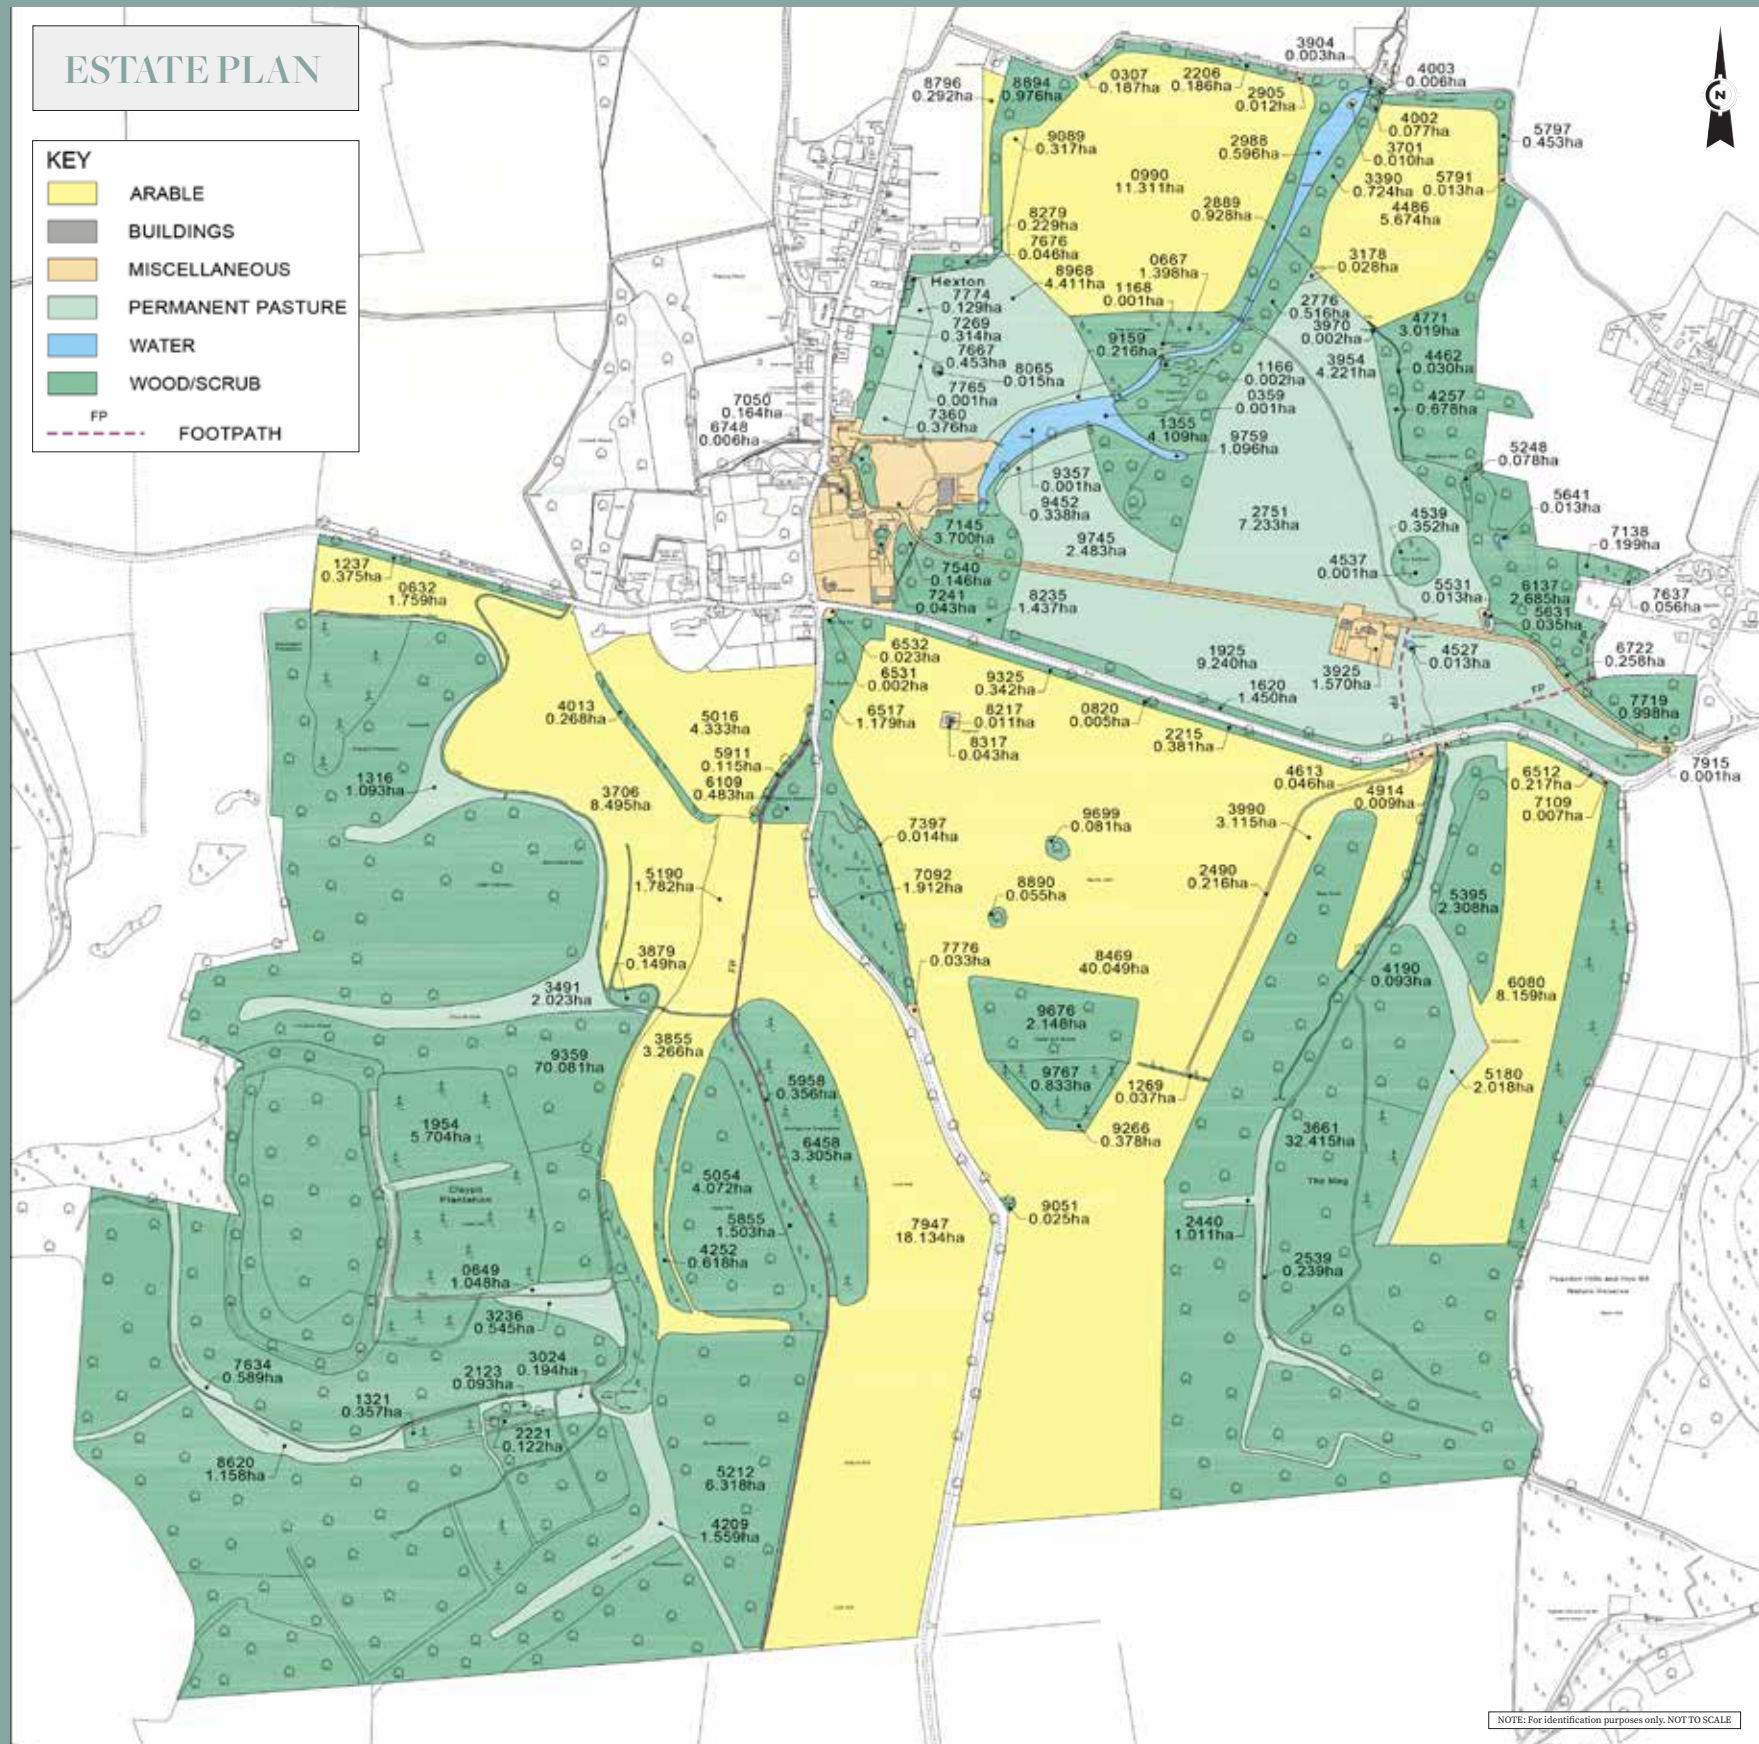 ESTATE PLAN
KEY
ARABLE
BUILDINGS
MISCELLANEOUS
PERMANENT PASTURE
WATER
WOOD/SCRUB
FP
FOOTPATH
N
3904
0.003ha
4003
0.006ha
8796
0.292ha
8894
0.976ha
0307
0.187ha
2206
0.186ha
2905
0.012ha
4002
0.077ha
5797
0.453ha
9089
0.317ha
2988
0.596ha
3701
0.010ha
0990
11.311ha
3390
0.724ha
5791
0.013ha
2889
0.928ha
4486
5.674ha
8279
0.229ha
7676
0.046ha
0667
1.398ha
3178
0.028ha
Hexton
8968
4.411ha
1168
0.001ha
7774
0.129ha
2776
0.516ha
4771
3.019ha
7269
0.314ha
9159
0.216ha
3970
0.002ha
7667
0.453ha
3954
4.221ha
4462
0.030ha
8065
0.015ha
1166
0.002ha
7765
0.001ha
0359
0.001ha
4257
0.678ha
7050
0.164ha
7360
0.376ha
1355
4.109ha
6748
0.006ha
9759
1.096ha
5248
0.078ha
9357
0.001ha
5641
0.013ha
9452
0.338ha
2751
7.233ha
4539
0.352ha
7145
3.700ha
9745
2.483ha
7138
0.199ha
1237
0.375ha
7540
0.146ha
4537
0.001ha
0632
1.759ha
7241
0.043ha
8235
1.437ha
5531
0.013ha
6137
2.685ha
7637
0.056ha
5631
0.035ha
6532
0.023ha
1925
9.240ha
4527
0.013ha
6722
0.258ha
6531
0.002ha
9325
0.342ha
3925
1.570ha
FP
FP
1620
1.450ha
7719
0.998ha
4013
0.268ha
5016
4.333ha
6517
1.179ha
8217
0.011ha
0820
0.005ha
8317
0.043ha
2215
0.381ha
5911
0.115ha
4613
0.046ha
6512
0.217ha
7915
0.001ha
1316
1.093ha
6109
0.483ha
4914
0.009ha
7109
0.007ha
3706
8.495ha
3990
3.115ha
7397
0.014ha
9699
0.081ha
5190
1.782ha
7092
1.912ha
8890
0.055ha
2490
0.216ha
5395
2.308ha
FP
3879
0.149ha
7776
0.033ha
8469
40.049ha
4190
0.093ha
6080
8.159ha
3491
2.023ha
9676
2.148ha
3855
3.266ha
9359
70.081ha
5958
0.356ha
9767
0.833ha
1269
0.037ha
5180
2.018ha
1954
5.704ha
9266
0.378ha
3661
32.415ha
6458
3.305ha
Claypit
Plantation
5054
4.072ha
The Meg
9051
0.025ha
5855
1.503ha
7947
18.134ha
2440
1.011ha
4252
0.618ha
0649
1.048ha
2539
0.239ha
3236
0.545ha
7634
0.589ha
2123
0.093ha
3024
0.194ha
1321
0.357ha
2221
0.122ha
8620
1.158ha
5212
6.318ha
4209
1.559ha
NOTE: For identification purposes only. NOT TO SCALE